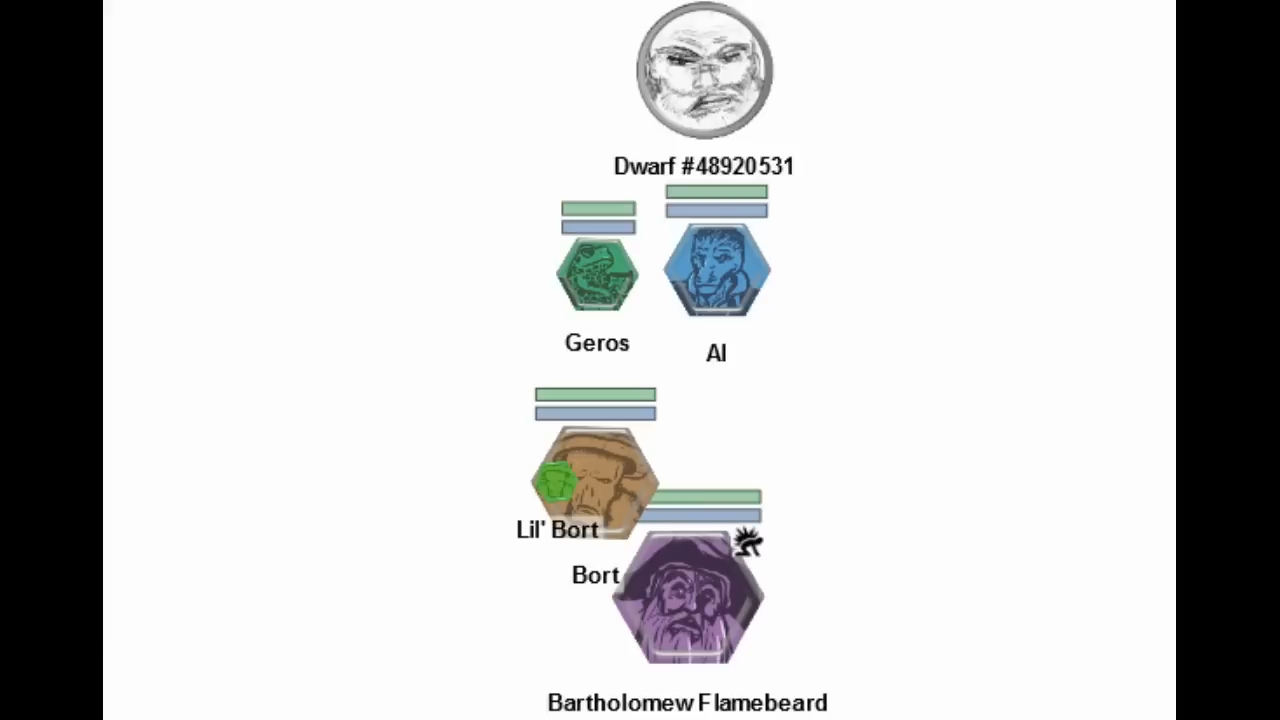 Dwarf #48920531
Geros
Al
Lil' Bort
Bort
Bartholomew Flamebeard